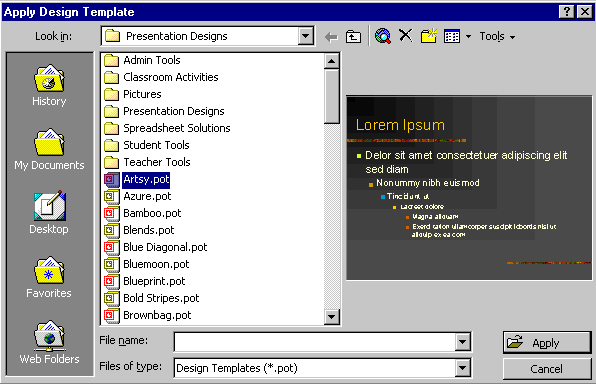 Apply Design Template
Look in: Presentation Designs Tools
History
My Documents
Desktop
Favorites
Web Folders
Admin Tools
Classroom Activities
Pictures
Presentation Designs
Spreadsheet Solutions
Student Tools
Teacher Tools
Artsy.pot
Azure.pot
Bamboo.pot
Blends.pot
Blue Diagonal.pot
Bluemoon.pot
Blueprint.pot
Bold Stripes.pot
Brownbag.pot
Lorem Ipsum
Delor sit amet consectetuer adipiscing elit
sed diam
Nonummy nibh euismod
Tincidunt ut
Laoreet dolore
Magna aliquam
Exerci tation ullamcorper suscipit lobortis nisl ut
aliquip ex ea com
File name:
Files of type: Design Templates (*.pot)
Apply
Cancel